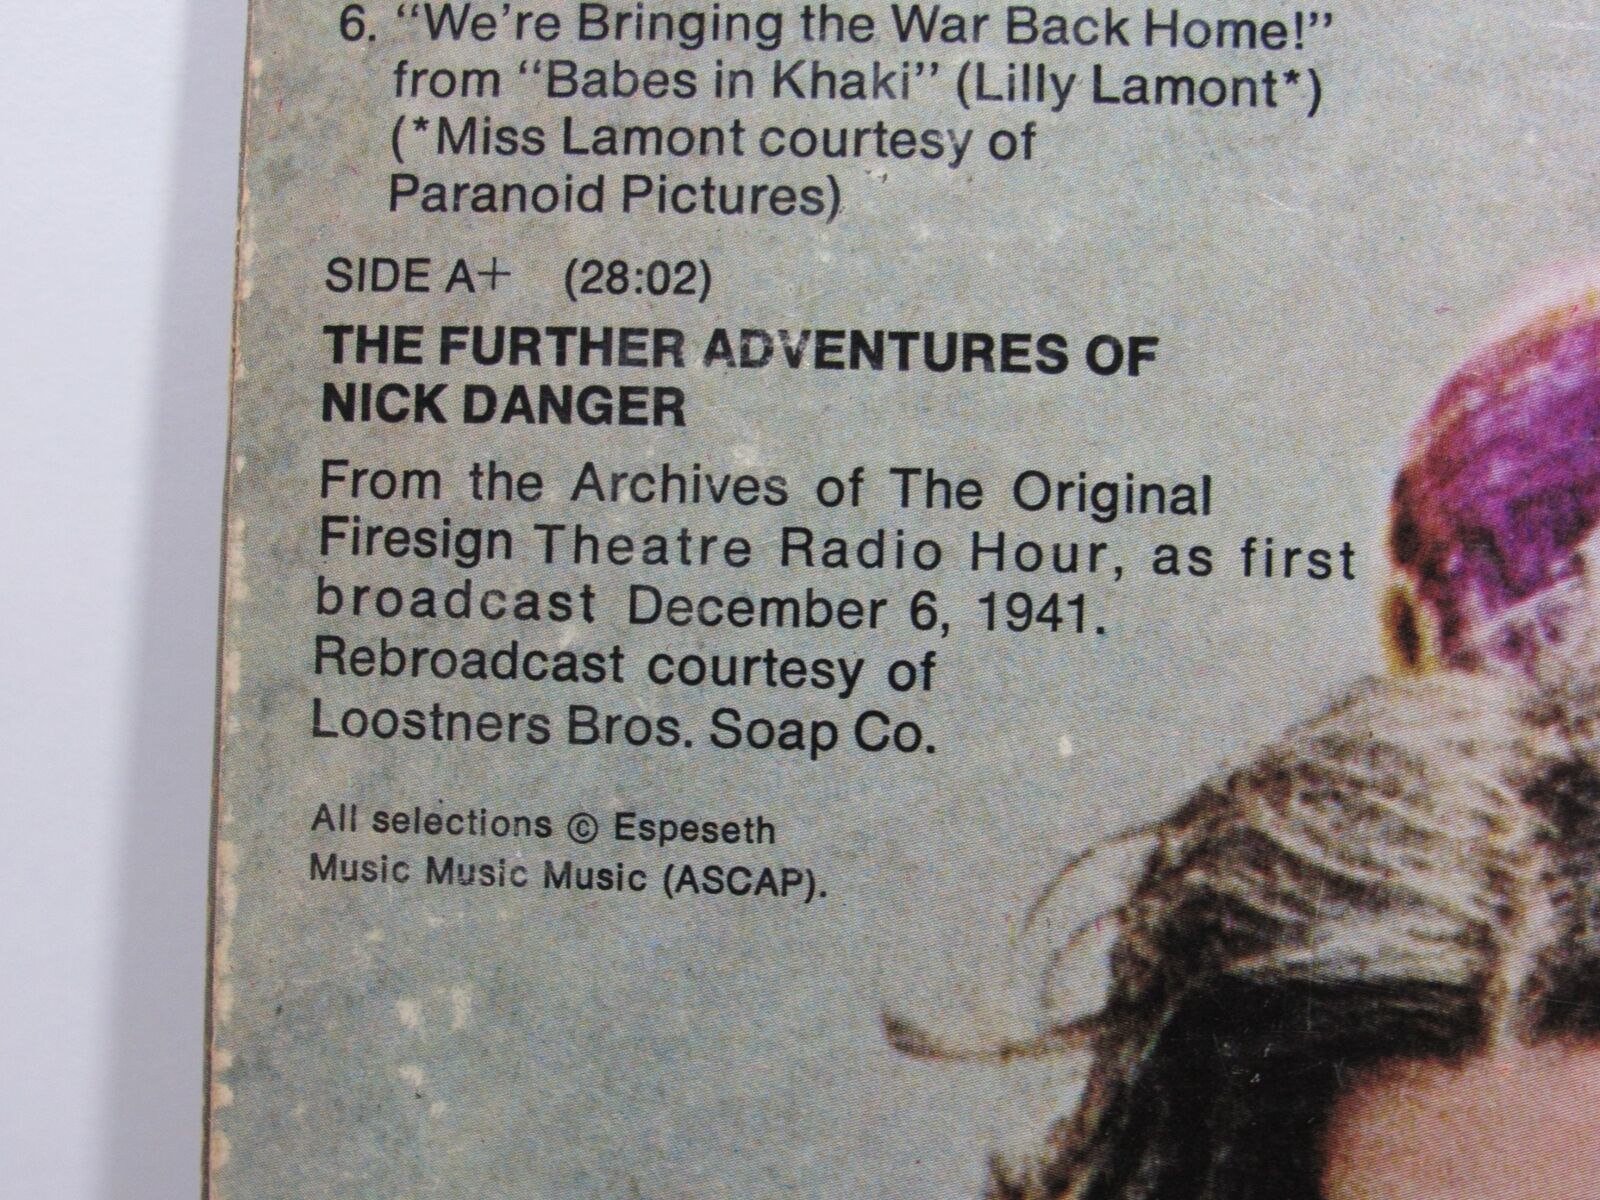 6. “We’re Bringing the War Back Home!”
from “Babes in Khaki” (Lilly Lamont*)
(*Miss Lamont courtesy of
Paranoid Pictures)
SIDE A+ (28:02)
THE FURTHER ADVENTURES OF
NICK DANGER
From the Archives of The Original
Firesign Theatre Radio Hour, as first
broadcast December 6, 1941.
Rebroadcast courtesy of
Loostners Bros. Soap Co.
All selections © Espeseth
Music Music Music (ASCAP).